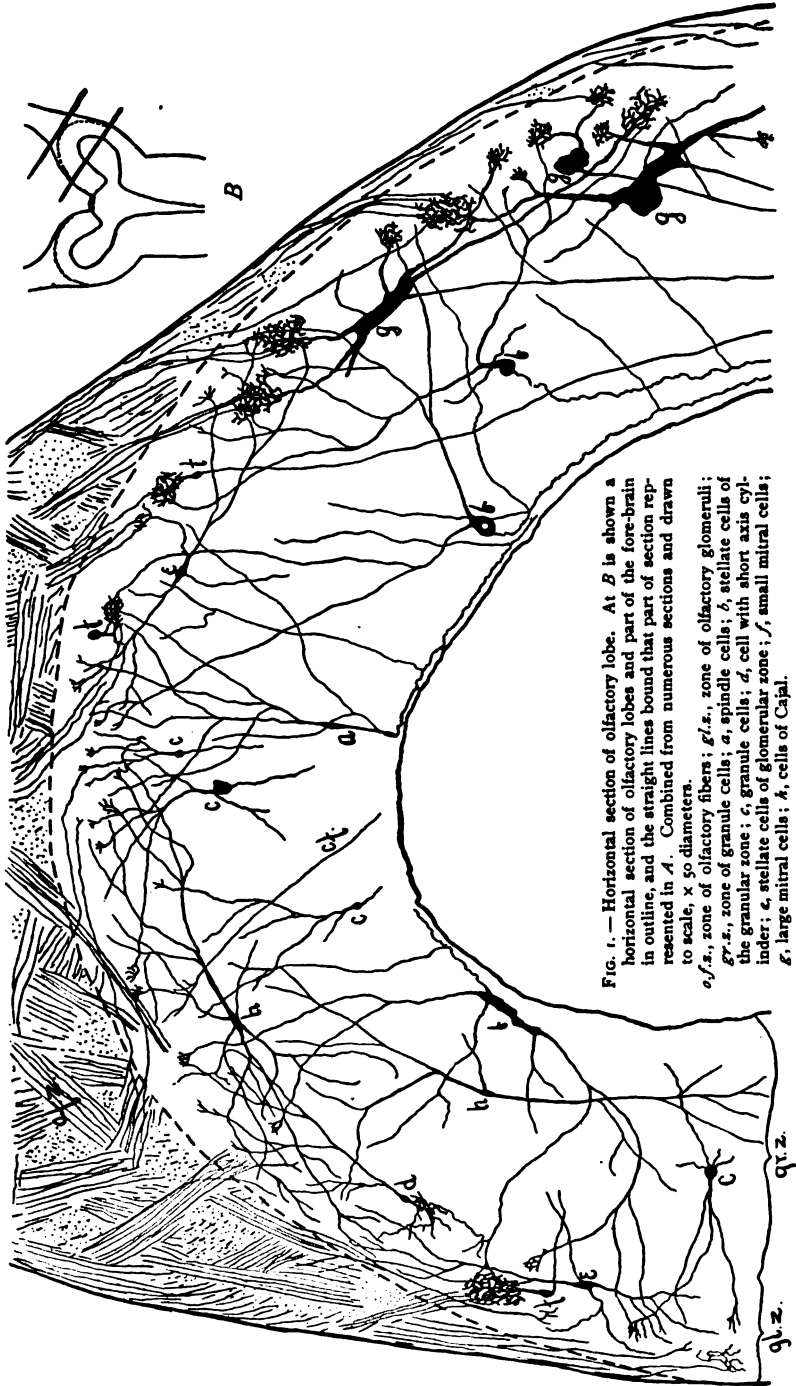 B
o.f.z.
g
g
g
b
b
t
t
e
a
c
c
cf.
c
a
b
h
d
f
e
c
gl.z.
gr.z.
FIG. 1. — Horizontal section of olfactory lobe. At B is shown a
horizontal section of olfactory lobes and part of the fore-brain
in outline, and the straight lines bound that part of section rep-
resented in A. Combined from numerous sections and drawn
to scale, x 50 diameters.
o.f.z., zone of olfactory fibers; gl.z., zone of olfactory glomeruli;
gr.z., zone of granule cells; a, spindle cells; b, stellate cells of
the granular zone; c, granule cells; d, cell with short axis cyl-
inder; e, stellate cells of glomerular zone; f, small mitral cells;
g, large mitral cells; h, cells of Cajal.